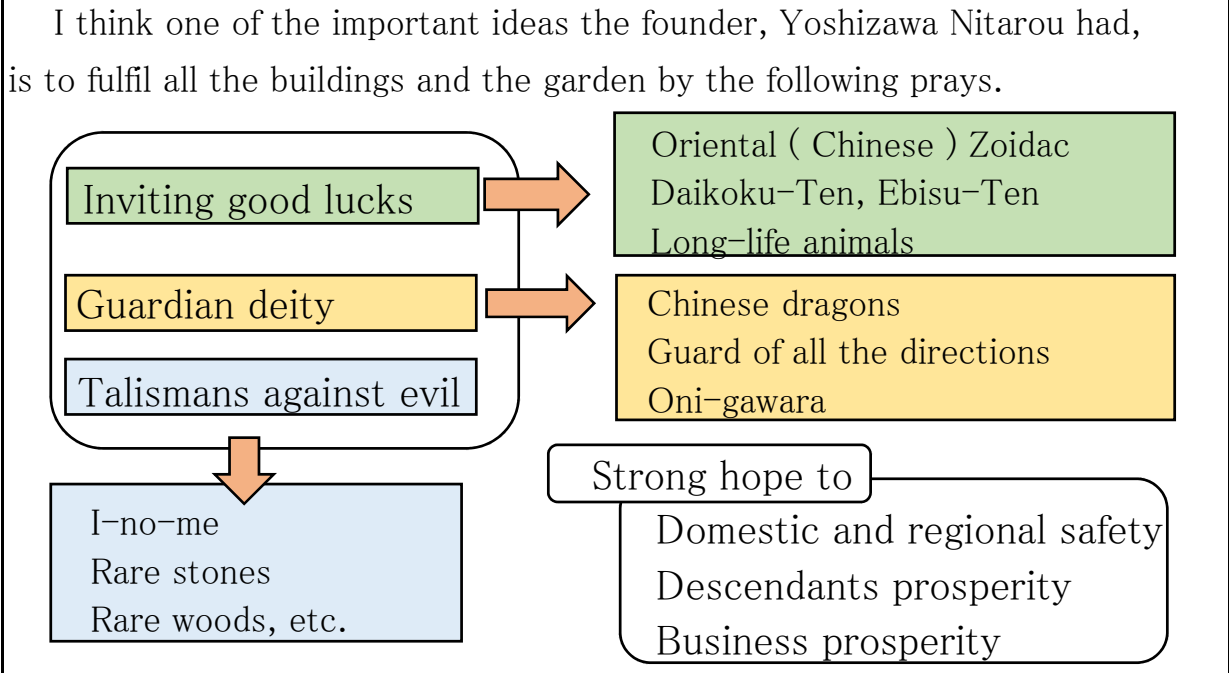 I think one of the important ideas the founder, Yoshizawa Nitarou had,
is to fulfil all the buildings and the garden by the following prays.
Inviting good lucks
Oriental ( Chinese ) Zoidac
Daikoku-Ten, Ebisu-Ten
Long-life animals
Guardian deity
Chinese dragons
Guard of all the directions
Oni-gawara
Talismans against evil
I-no-me
Rare stones
Rare woods, etc.
Strong hope to
Domestic and regional safety
Descendants prosperity
Business prosperity